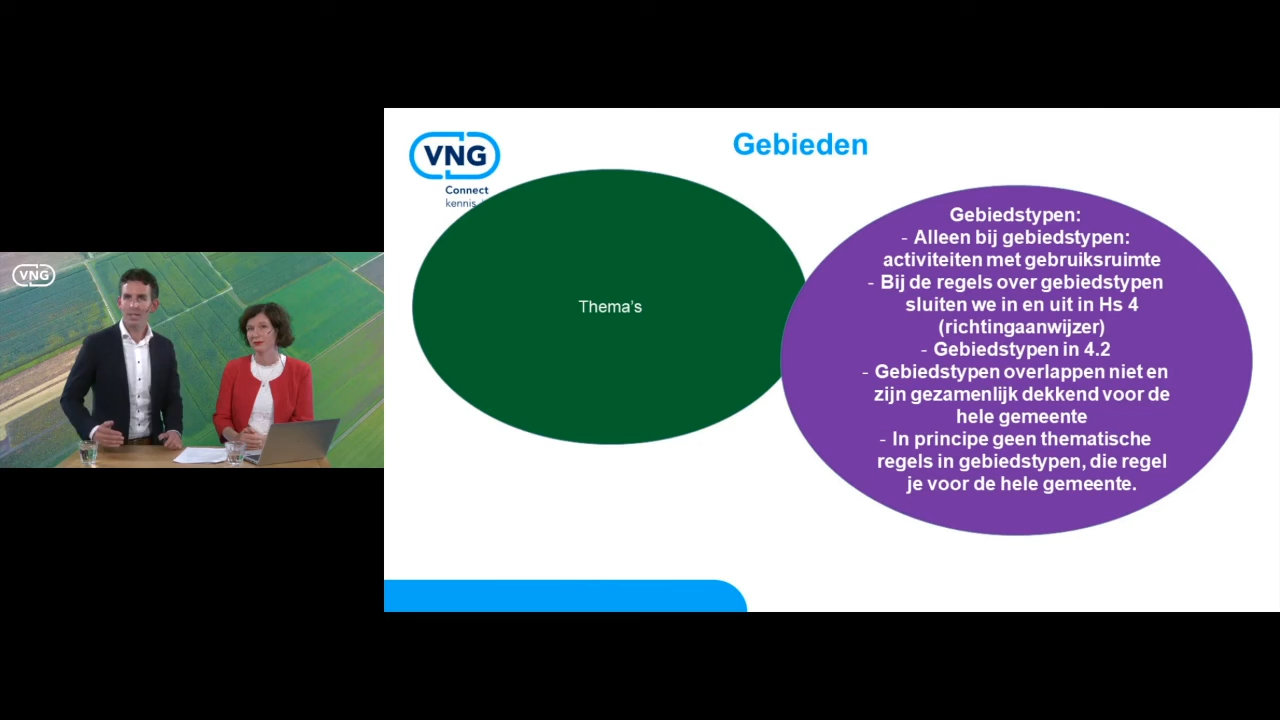 VNG
Gebieden
VNG
Connect
kennis
Thema's
Gebiedstypen:
- Alleen bij gebiedstypen:
activiteiten met gebruiksruimte
- Bij de regels over gebiedstypen
sluiten we in en uit in Hs 4
(richtingaanwijzer)
- Gebiedstypen in 4.2
- Gebiedstypen overlappen niet en
zijn gezamenlijk dekkend voor de
hele gemeente
- In principe geen thematische
regels in gebiedstypen, die regel
je voor de hele gemeente.